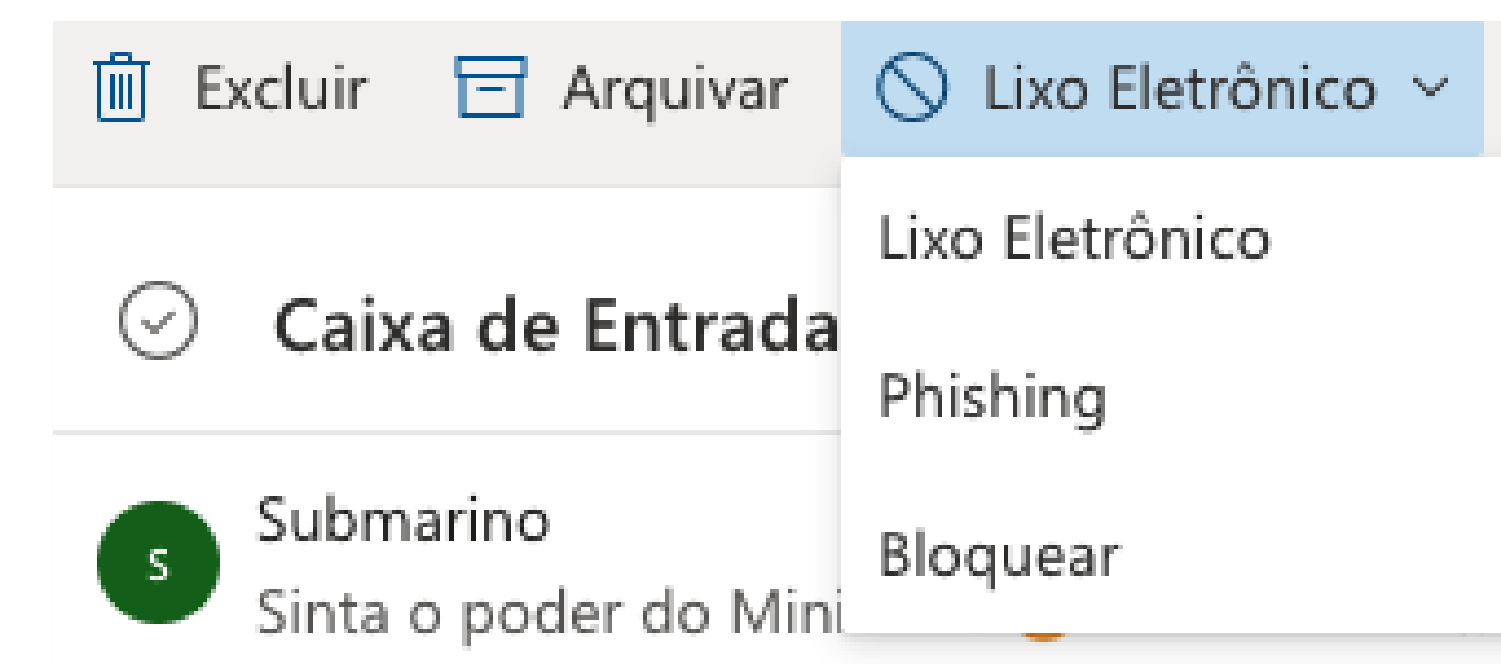 Excluir Arquivar Lixo Eletrônico
Lixo Eletrônico
Caixa de Entrada
Phishing
Submarino
Bloquear
S
Sinta o poder do Mini